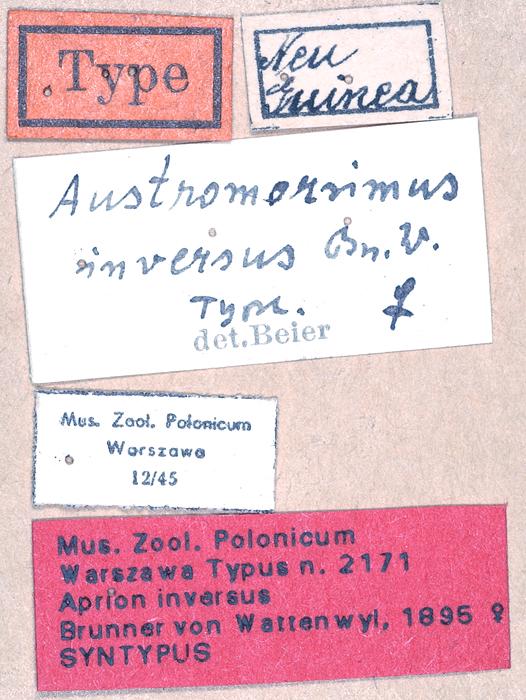 Type
Neu
Guinea
Austromorsimus
inversus Br. W.
Type. ♀
det. Beier
Mus. Zool. Polonicum
Warszawa
12/45
Mus. Zool. Polonicum
Warszawa Typus n. 2171
Aprion inversus
Brunner von Wattenwyl, 1895 ♀
SYNTYPUS